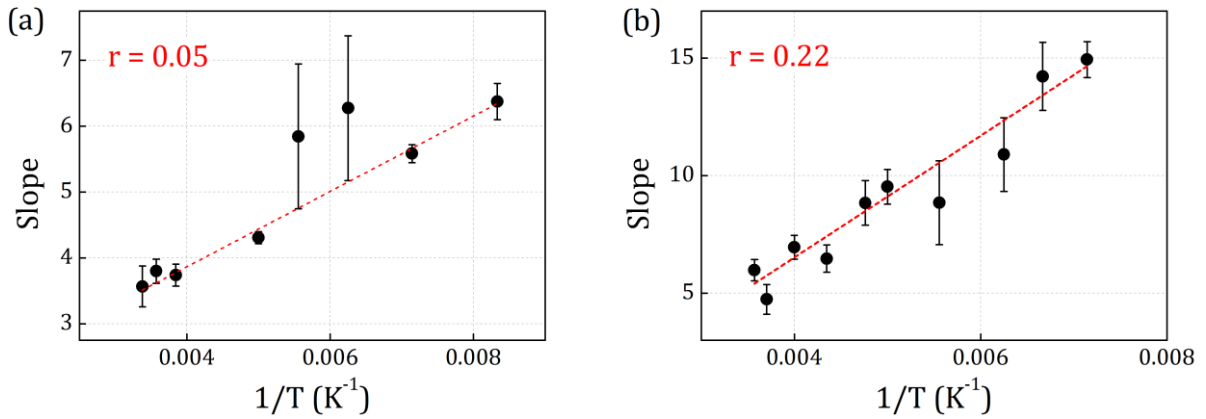 (a)
r = 0.05
7
6
5
4
3
Slope
0.004 0.006 0.008
1/T (K⁻¹)
(b)
r = 0.22
15
10
5
Slope
0.004 0.006 0.008
1/T (K⁻¹)